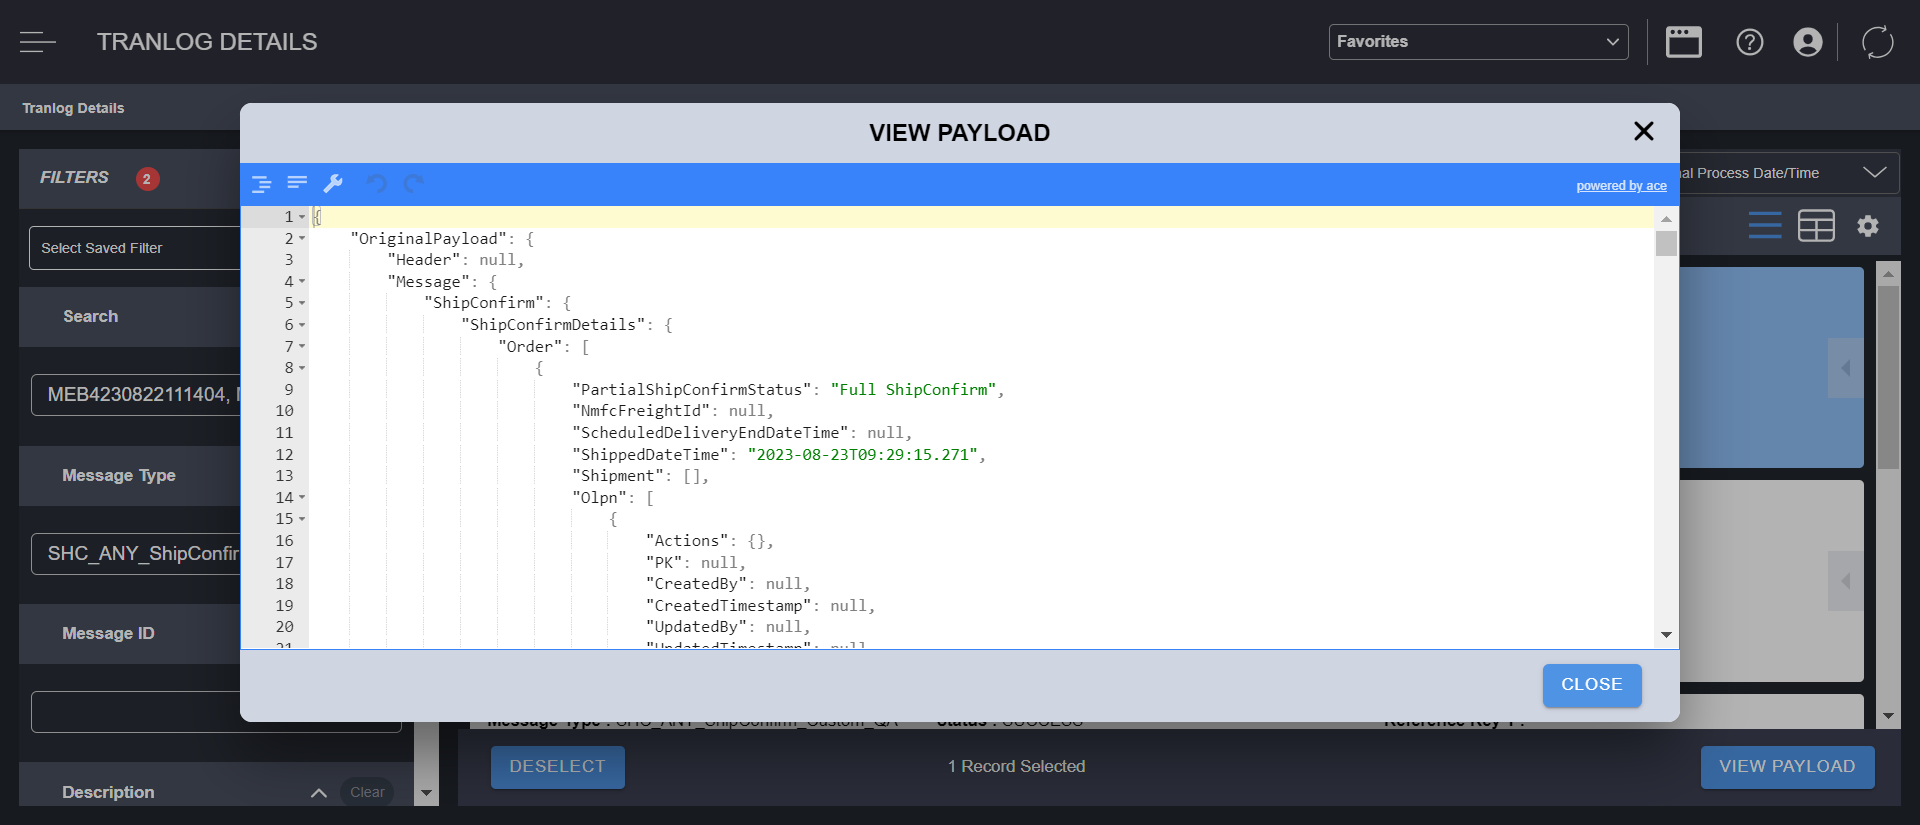 TRANLOG DETAILS
Favorites
Tranlog Details
VIEW PAYLOAD
FILTERS 2
al Process Date/Time
powered by ace
Select Saved Filter
Search
MEB4230822111404,
Message Type
SHC_ANY_ShipConfir
Message ID
Description
Clear
1 {
2 "OriginalPayload": {
3 "Header": null,
4 "Message": {
5 "ShipConfirm": {
6 "ShipConfirmDetails": {
7 "Order": [
8 {
9 "PartialShipConfirmStatus": "Full ShipConfirm",
10 "NmfcFreightId": null,
11 "ScheduledDeliveryEndDateTime": null,
12 "ShippedDateTime": "2023-08-23T09:29:15.271",
13 "Shipment": [],
14 "Olpn": [
15 {
16 "Actions": {},
17 "PK": null,
18 "CreatedBy": null,
19 "CreatedTimestamp": null,
20 "UpdatedBy": null,
21 "UpdatedTimestamp": null
CLOSE
Message Type : SHC_ANY_ShipConfirm_Custom_QA Status : SUCCESS Reference Key 1 :
DESELECT
1 Record Selected
VIEW PAYLOAD